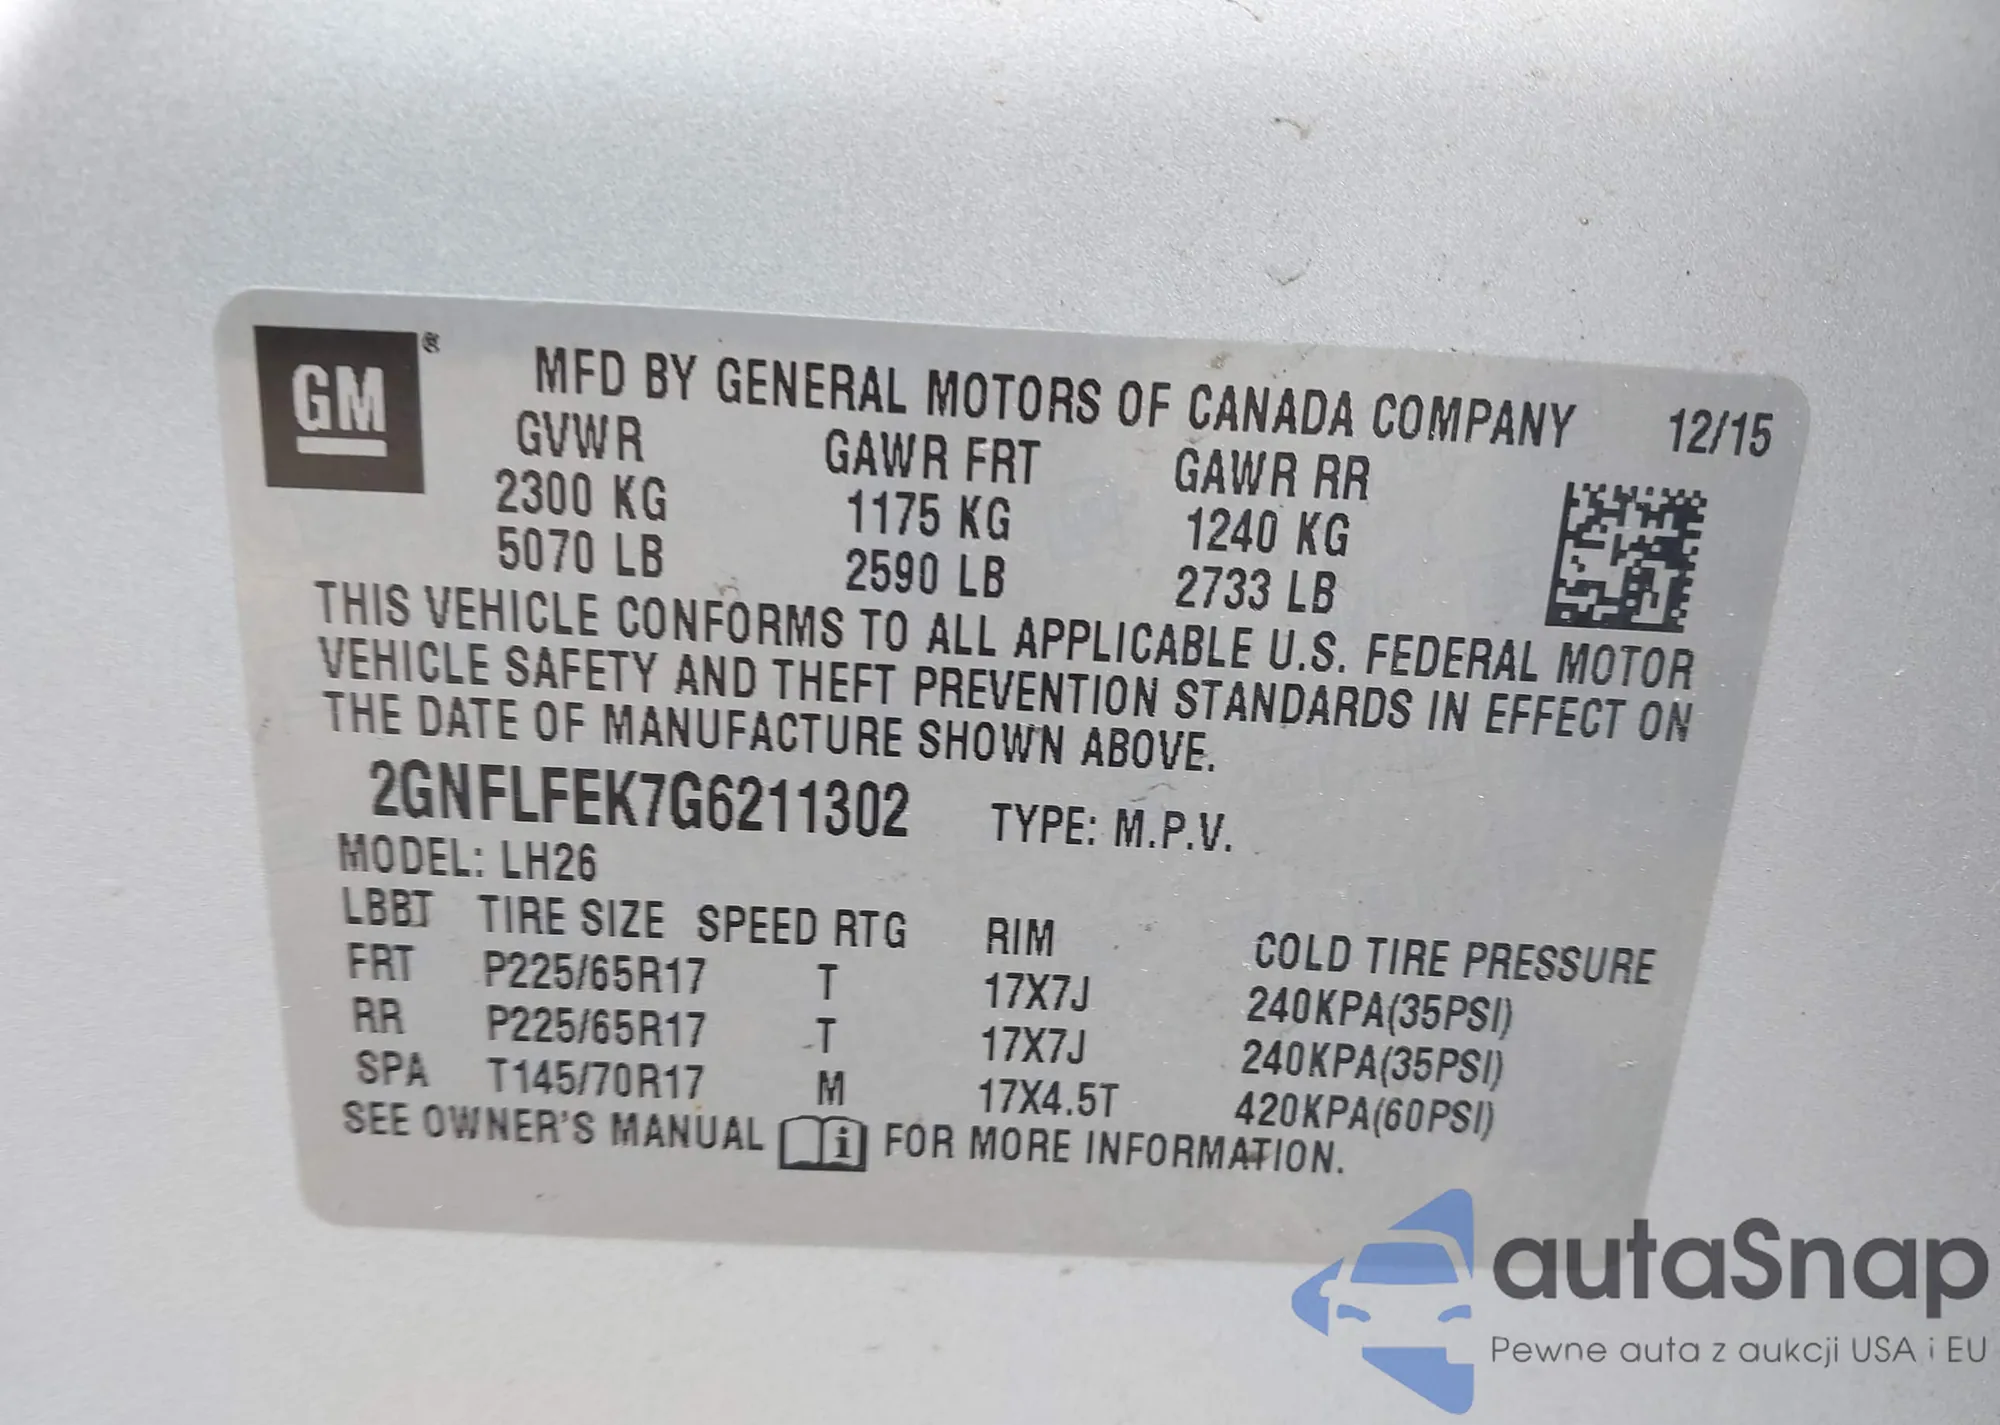 GM ®
MFD BY GENERAL MOTORS OF CANADA COMPANY 12/15
GVWR GAWR FRT GAWR RR
2300 KG 1175 KG 1240 KG
5070 LB 2590 LB 2733 LB
THIS VEHICLE CONFORMS TO ALL APPLICABLE U.S. FEDERAL MOTOR
VEHICLE SAFETY AND THEFT PREVENTION STANDARDS IN EFFECT ON
THE DATE OF MANUFACTURE SHOWN ABOVE.
2GNFLFEK7G6211302 TYPE: M.P.V.
MODEL: LH26
LBBT TIRE SIZE SPEED RTG RIM COLD TIRE PRESSURE
FRT P225/65R17 T 17X7J 240KPA(35PSI)
RR P225/65R17 T 17X7J 240KPA(35PSI)
SPA T145/70R17 M 17X4.5T 420KPA(60PSI)
SEE OWNER'S MANUAL i FOR MORE INFORMATION.
autaSnap
Pewne auta z aukcji USA i EU